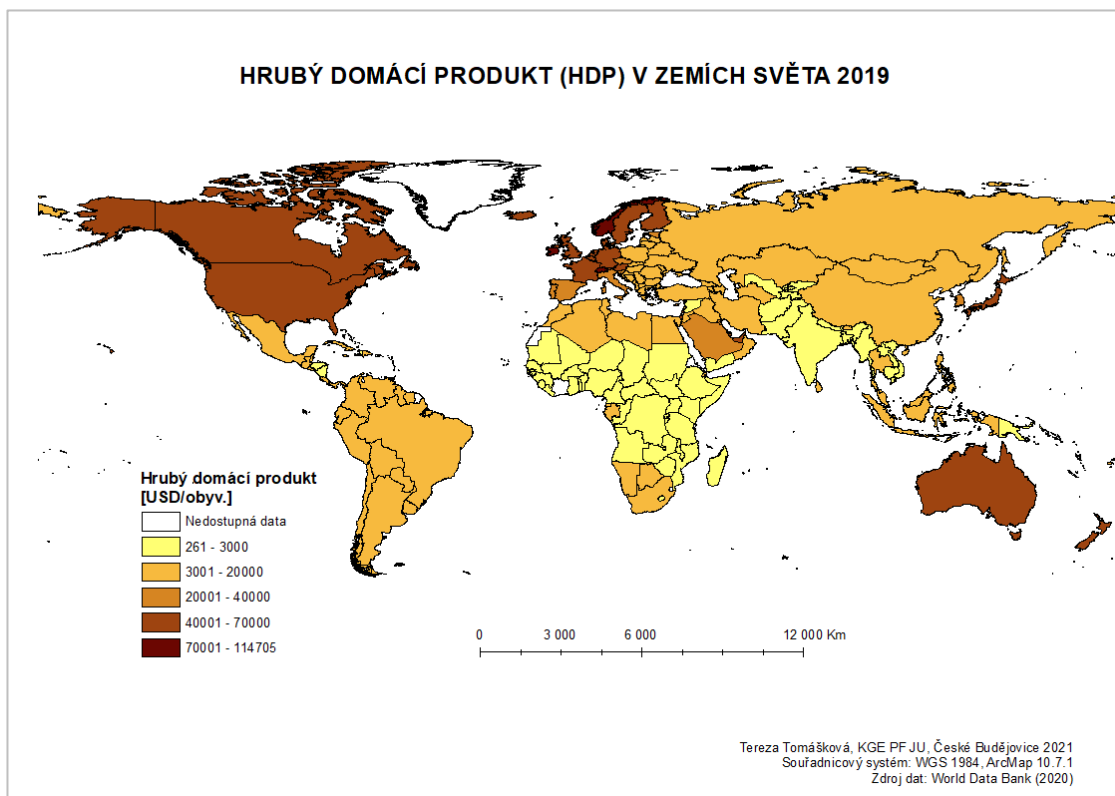 HRUBÝ DOMÁCÍ PRODUKT (HDP) V ZEMÍCH SVĚTA 2019
Hrubý domácí produkt
[USD/obyv.]
Nedostupná data
261 - 3000
3001 - 20000
20001 - 40000
40001 - 70000
70001 - 114705
0 3 000 6 000 12 000 Km
Tereza Tomášková, KGE PF JU, České Budějovice 2021
Souřadnicový systém: WGS 1984, ArcMap 10.7.1
Zdroj dat: World Data Bank (2020)